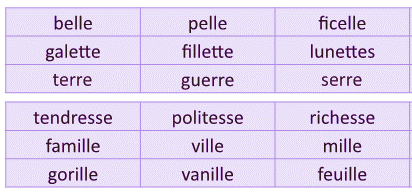 belle pelle ficelle
galette fillette lunettes
terre guerre serre
tendresse politesse richesse
famille ville mille
gorille vanille feuille